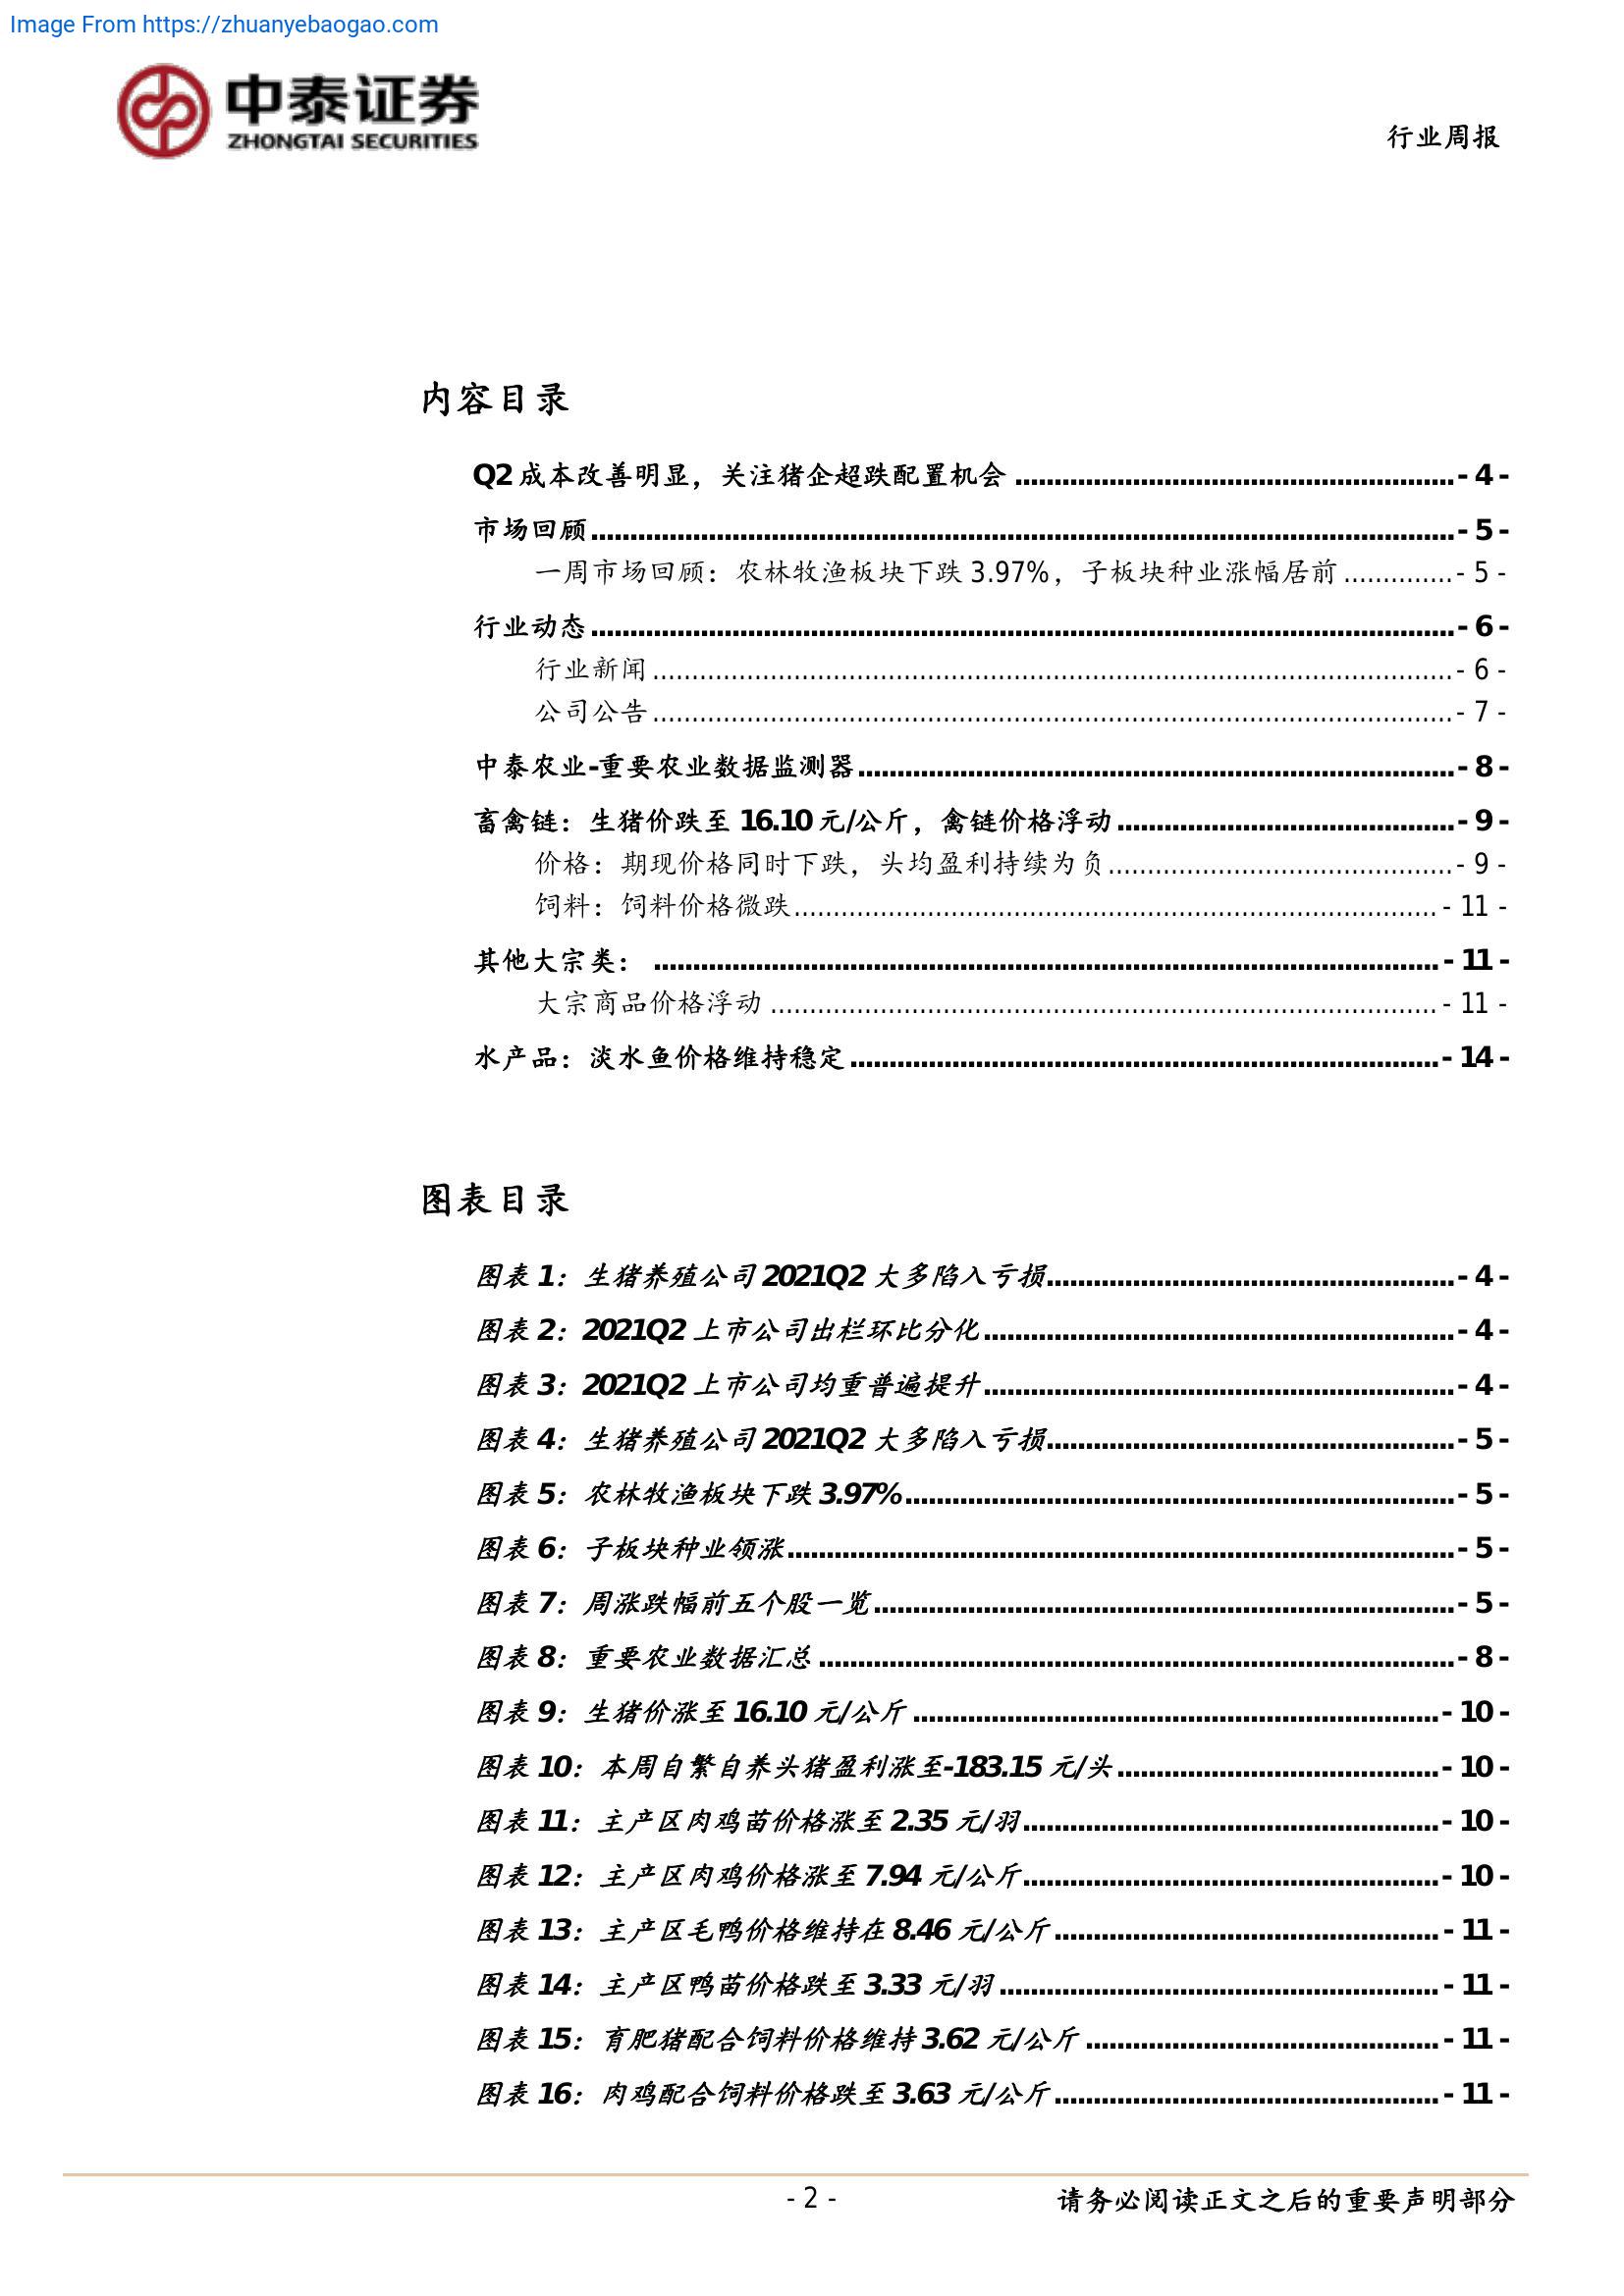 Image From https://zhuanyebaogao.com
中泰证券
ZHONGTAI SECURITIES
行业周报
内容目录
Q2成本改善明显，关注猪企超跌配置机会 ........................................................ - 4 -
市场回顾 .............................................................................................................. - 5 -
一周市场回顾：农林牧渔板块下跌 3.97%，子板块种业涨幅居前 .............. - 5 -
行业动态 .............................................................................................................. - 6 -
行业新闻 ...................................................................................................... - 6 -
公司公告 ...................................................................................................... - 7 -
中泰农业-重要农业数据监测器 ............................................................................ - 8 -
畜禽链：生猪价跌至 16.10 元/公斤，禽链价格浮动 ........................................... - 9 -
价格：期现价格同时下跌，头均盈利持续为负 ............................................ - 9 -
饲料：饲料价格微跌 .................................................................................. - 11 -
其他大宗类： .................................................................................................... - 11 -
大宗商品价格浮动 ..................................................................................... - 11 -
水产品：淡水鱼价格维持稳定 ........................................................................... - 14 -
图表目录
图表 1：生猪养殖公司 2021Q2 大多陷入亏损 .................................................... - 4 -
图表 2：2021Q2 上市公司出栏环比分化 ............................................................ - 4 -
图表 3：2021Q2 上市公司均重普遍提升 ............................................................ - 4 -
图表 4：生猪养殖公司 2021Q2 大多陷入亏损 .................................................... - 5 -
图表 5：农林牧渔板块下跌 3.97% ...................................................................... - 5 -
图表 6：子板块种业领涨 ..................................................................................... - 5 -
图表 7：周涨跌幅前五个股一览 .......................................................................... - 5 -
图表 8：重要农业数据汇总 ................................................................................. - 8 -
图表 9：生猪价涨至 16.10 元/公斤 ................................................................... - 10 -
图表 10：本周自繁自养头猪盈利涨至-183.15 元/头 ......................................... - 10 -
图表 11：主产区肉鸡苗价格涨至 2.35 元/羽 ..................................................... - 10 -
图表 12：主产区肉鸡价格涨至 7.94 元/公斤 ..................................................... - 10 -
图表 13：主产区毛鸭价格维持在 8.46 元/公斤 ................................................. - 11 -
图表 14：主产区鸭苗价格跌至 3.33 元/羽 ........................................................ - 11 -
图表 15：育肥猪配合饲料价格维持 3.62 元/公斤 ............................................. - 11 -
图表 16：肉鸡配合饲料价格跌至 3.63 元/公斤 ................................................. - 11 -
- 2 -
请务必阅读正文之后的重要声明部分